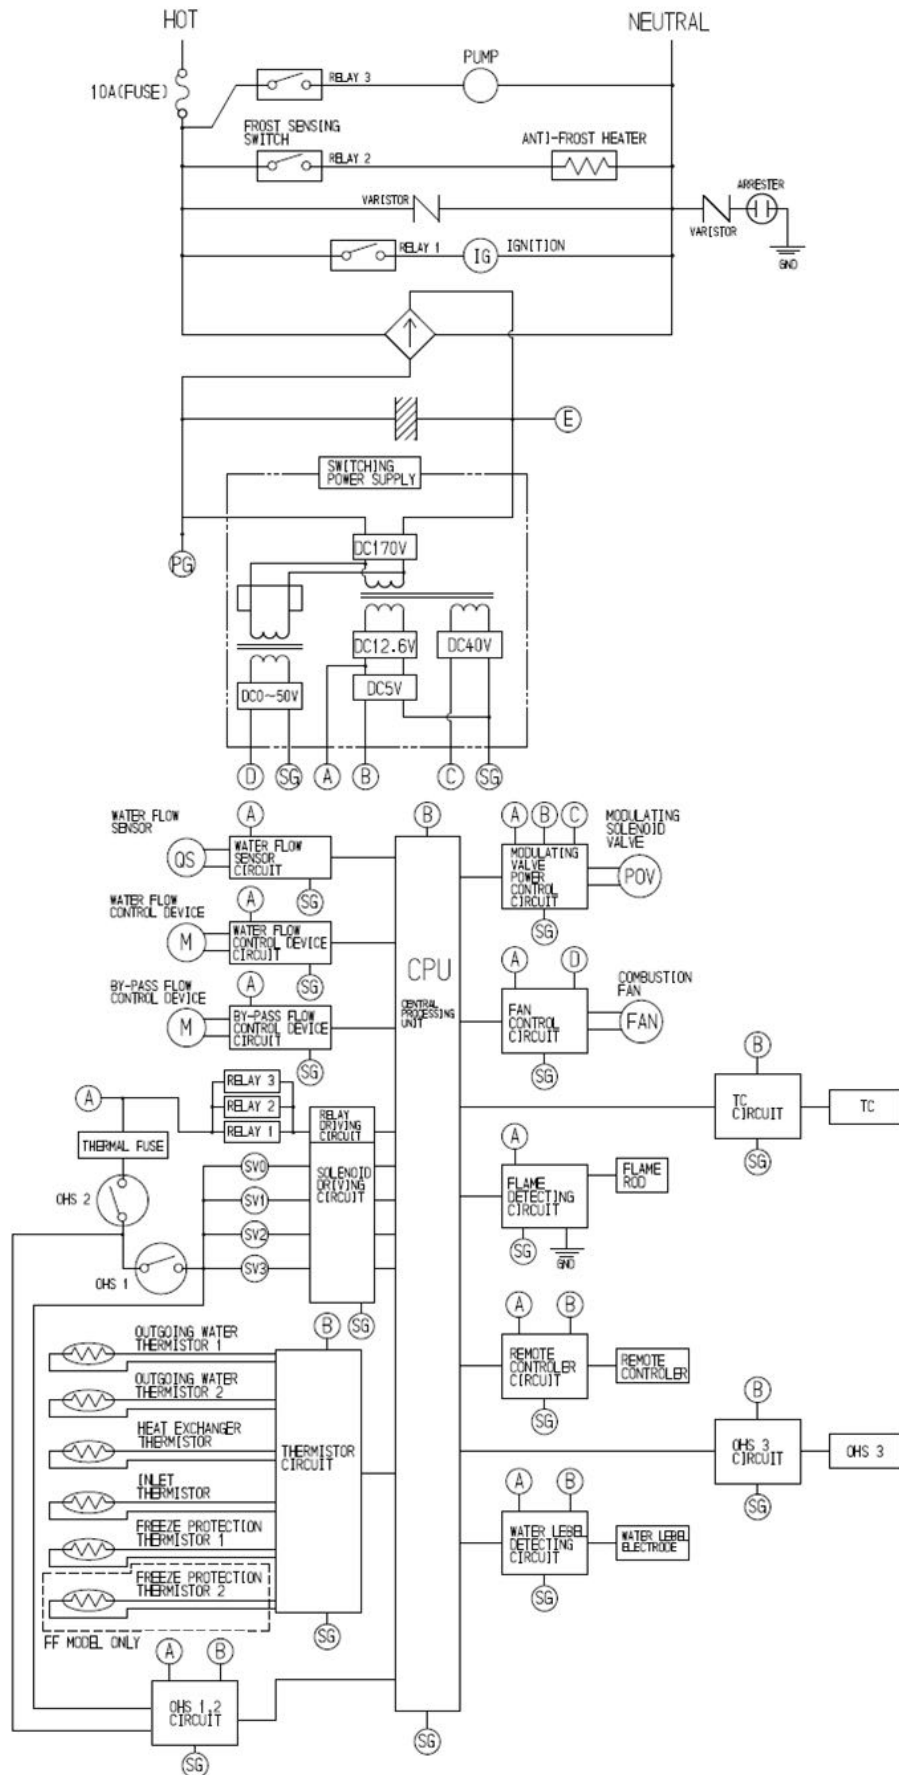 HOT
NEUTRAL
10A(FUSE)
RELAY 3
PUMP
FROST SENSING
SWITCH
RELAY 2
ANTI-FROST HEATER
VARISTOR
ARRESTER
VARISTOR
GND
RELAY 1
IG
IGNITION
E
SWITCHING
POWER SUPPLY
PG
DC170V
DC12.6V
DC40V
DC5V
DC0~50V
D
SG
A
B
C
SG
WATER FLOW
SENSOR
QS
A
WATER FLOW
SENSOR
CIRCUIT
SG
WATER FLOW
CONTROL DEVICE
M
A
WATER FLOW
CONTROL DEVICE
CIRCUIT
SG
BY-PASS FLOW
CONTROL DEVICE
M
A
BY-PASS FLOW
CONTROL DEVICE
CIRCUIT
SG
B
CPU
CENTRAL
PROCESSING
UNIT
SG
A
B
C
MODULATING
VALVE
POWER
CONTROL
CIRCUIT
SG
MODULATING
SOLENOID
VALVE
POV
A
D
FAN
CONTROL
CIRCUIT
SG
COMBUSTION
FAN
FAN
B
TC
CIRCUIT
SG
TC
A
THERMAL FUSE
OHS 2
OHS 1
RELAY 3
RELAY 2
RELAY 1
RELAY
DRIVING
CIRCUIT
SV0
SV1
SV2
SV3
SOLENOID
DRIVING
CIRCUIT
SG
A
FLAME
DETECTING
CIRCUIT
SG
GND
FLAME
ROD
A
B
REMOTE
CONTROLER
CIRCUIT
SG
REMOTE
CONTROLER
B
OHS 3
CIRCUIT
SG
OHS 3
A
B
WATER LEBEL
DETECTING
CIRCUIT
SG
WATER LEBEL
ELECTRODE
B
OUTGOING WATER
THERMISTOR 1
OUTGOING WATER
THERMISTOR 2
HEAT EXCHANGER
THERMISTOR
INLET
THERMISTOR
FREEZE PROTECTION
THERMISTOR 1
FREEZE PROTECTION
THERMISTOR 2
FF MODEL ONLY
THERMISTOR
CIRCUIT
SG
A
B
OHS 1,2
CIRCUIT
SG